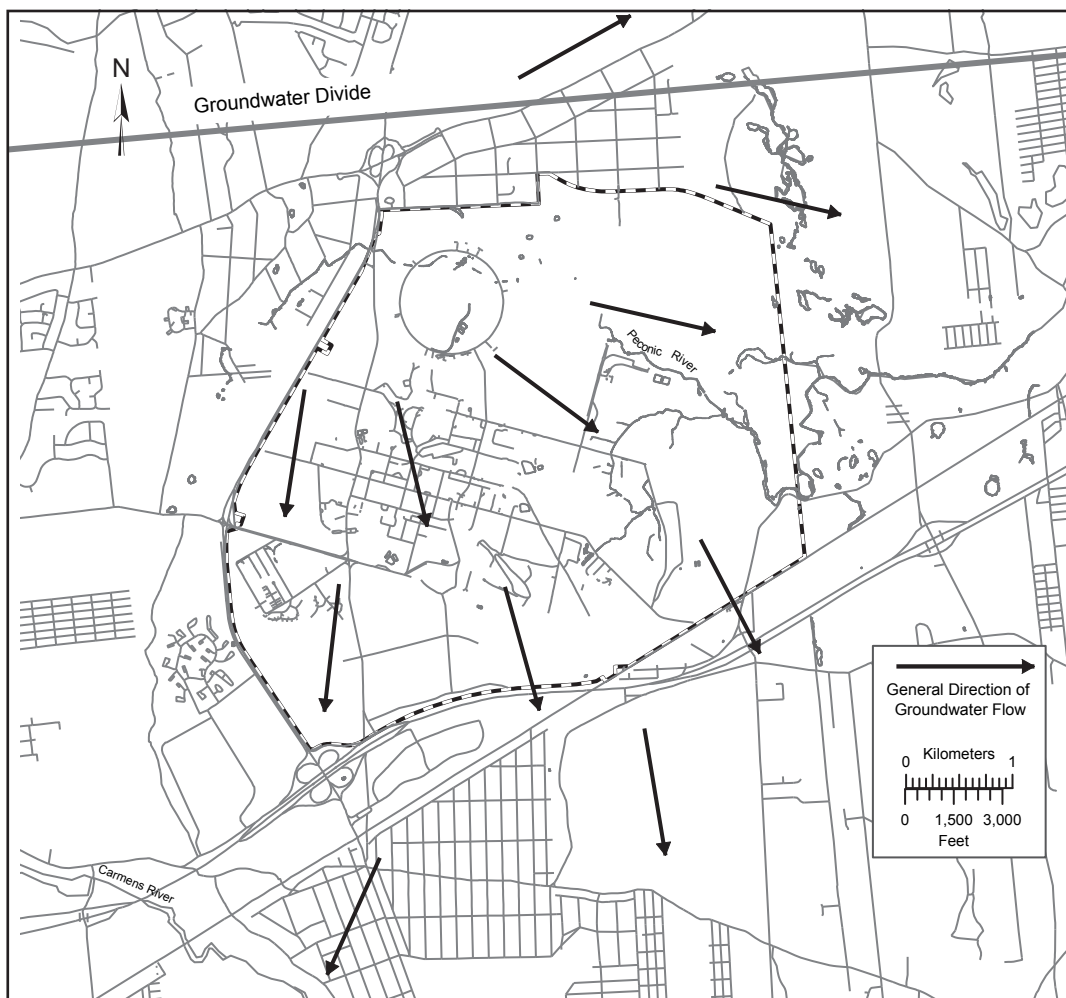 N
Groundwater Divide
Peconic River
General Direction of
Groundwater Flow
Kilometers
0 1
0 1,500 3,000
Feet
Carmens River